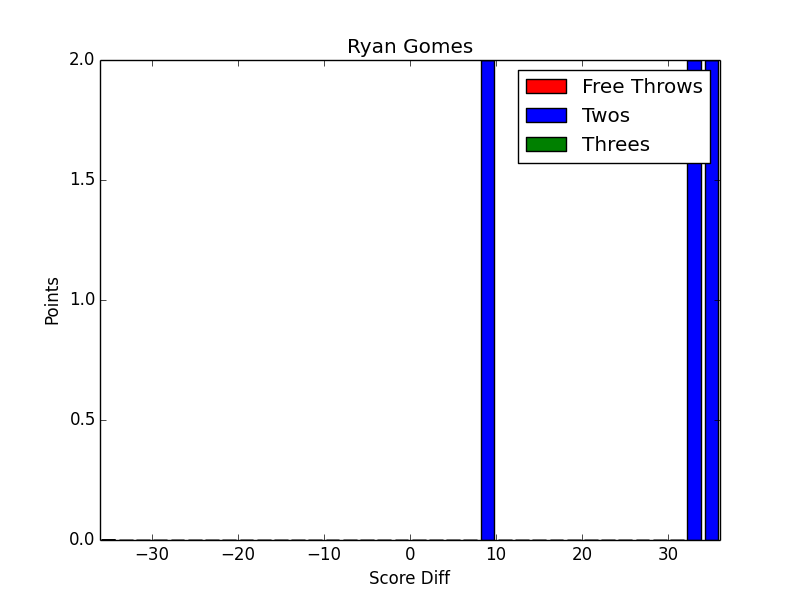 Ryan Gomes
Free Throws
Twos
Threes
2.0
1.5
1.0
0.5
0.0
Points
−30 −20 −10 0 10 20 30
Score Diff